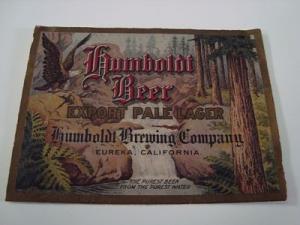 Humboldt
Beer
EXPORT PALE LAGER
Humboldt Brewing Company
EUREKA, CALIFORNIA.
THE PUREST BEER
FROM THE PUREST WATER